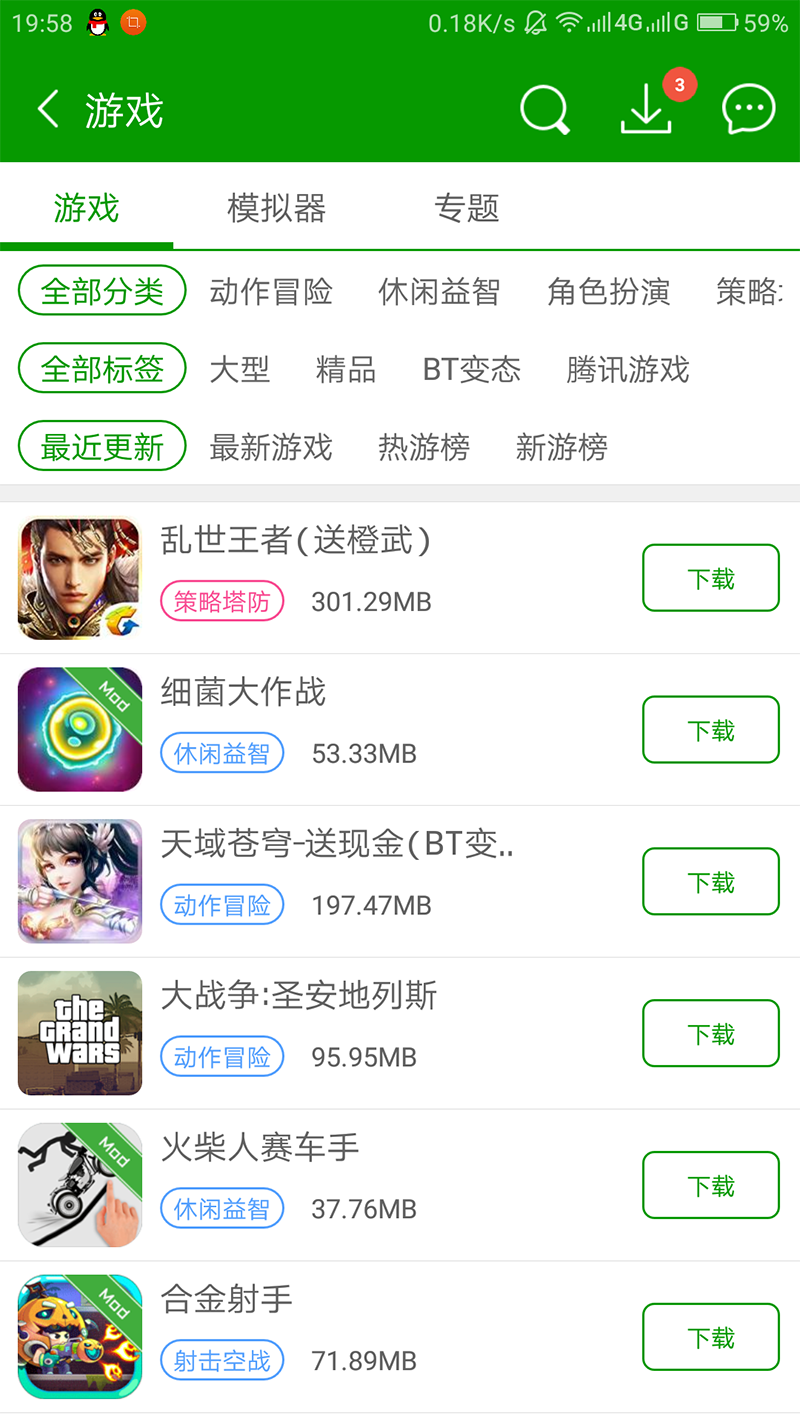 19:58 0.18K/s 4G G 59%
游戏 3
游戏 模拟器 专题
全部分类 动作冒险 休闲益智 角色扮演 策略
全部标签 大型 精品 BT变态 腾讯游戏
最近更新 最新游戏 热游榜 新游榜
乱世王者(送橙武)
策略塔防 301.29MB 下载
Mod
细菌大作战
休闲益智 53.33MB 下载
天域苍穹-送现金(BT变..
动作冒险 197.47MB 下载
大战争:圣安地列斯
the
GRAND
WARS
动作冒险 95.95MB 下载
Mod
火柴人赛车手
休闲益智 37.76MB 下载
Mod
合金射手
射击空战 71.89MB 下载